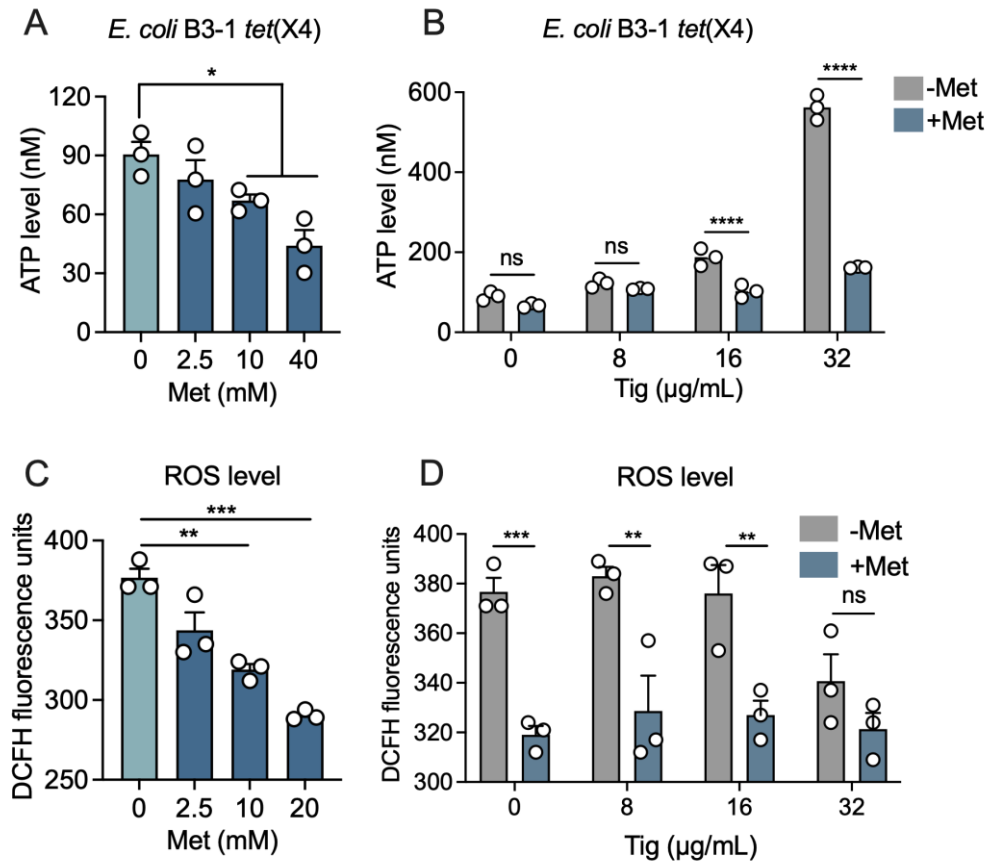 A
E. coli B3-1 tet(X4)
*
ATP level (nM)
120
90
60
30
0
0 2.5 10 40
Met (mM)
B
E. coli B3-1 tet(X4)
-Met
+Met
ATP level (nM)
600
400
200
0
ns
ns
****
****
0 8 16 32
Tig (µg/mL)
C
ROS level
***
**
DCFH fluorescence units
400
350
300
250
0 2.5 10 20
Met (mM)
D
ROS level
-Met
+Met
DCFH fluorescence units
400
380
360
340
320
300
***
**
**
ns
0 8 16 32
Tig (µg/mL)